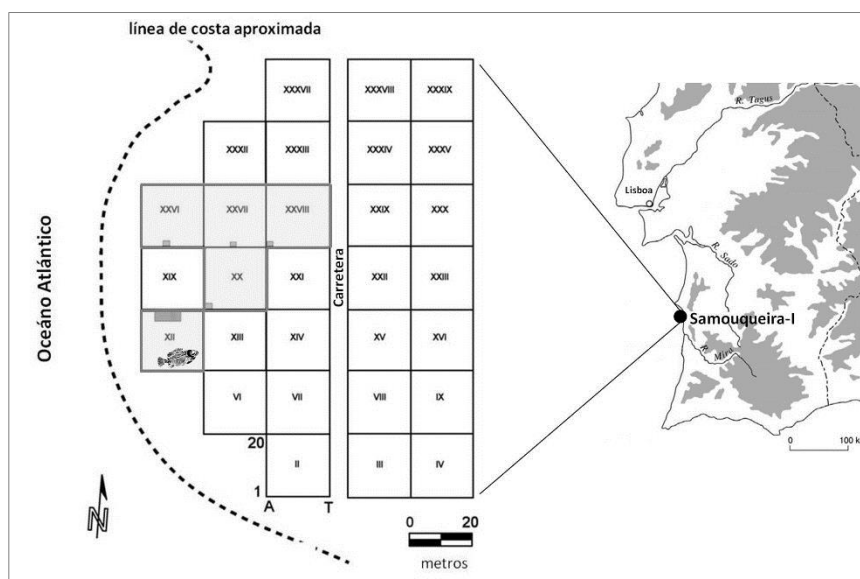 línea de costa aproximada
XXXVII XXXVIII XXXIX
XXXII XXXIII XXXIV XXXV
XXVI XXVII XXVIII XXIX XXX
XIX XX XXI XXII XXIII
XII XIII XIV XV XVI
VI VII VIII IX
II III IV
20
1
A T
Carretera
Oceáno Atlántico
N
0 20
metros
R. Tagus
Lisboa
R. Sado
Samouqueira-I
R. Mira
0 100 k